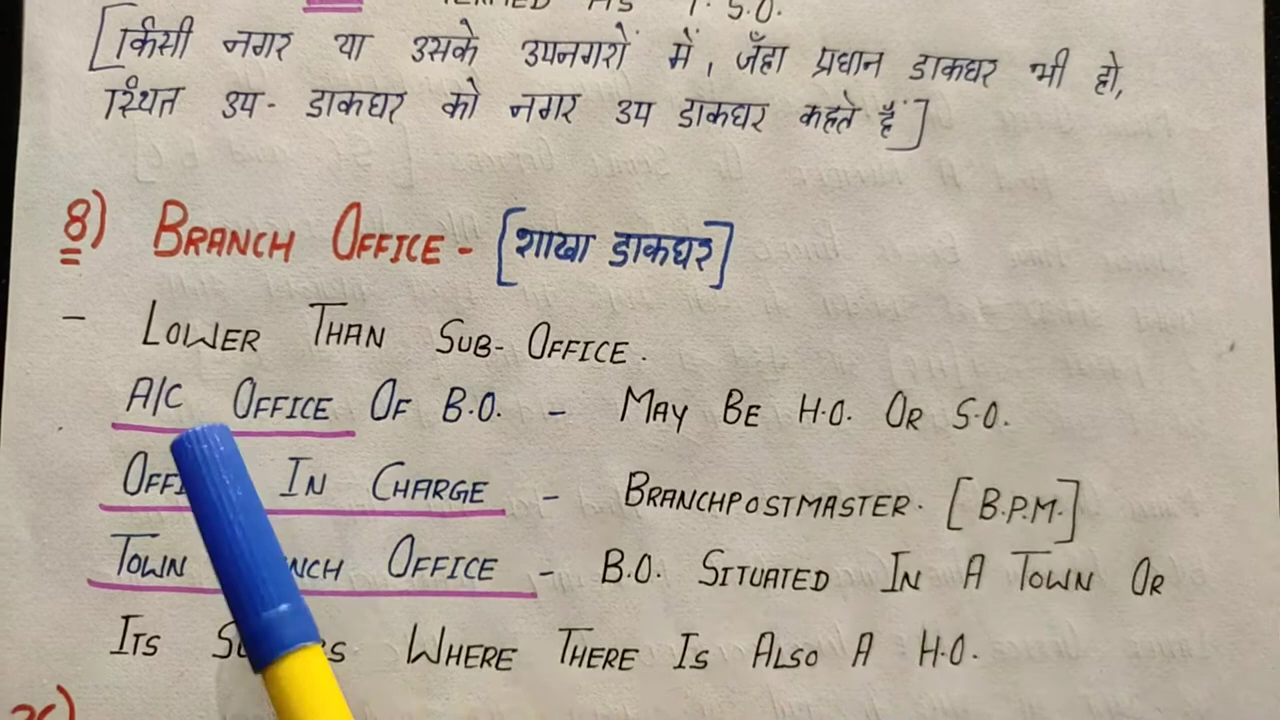 TERMED AS T.S.O.
[किसी नगर या उसके उपनगरों में, जँहा प्रधान डाकघर भी हो,
स्थित उप - डाकघर को नगर उप डाकघर कहते हैं]
8) BRANCH OFFICE - [शाखा डाकघर]
- LOWER THAN SUB-OFFICE.
A/C OFFICE OF B.O. - MAY BE H.O. OR S.O.
IN CHARGE - BRANCHPOSTMASTER. [B.P.M.]
TOWN OFFICE - B.O. SITUATED IN A TOWN OR
ITS WHERE THERE IS ALSO A H.O.